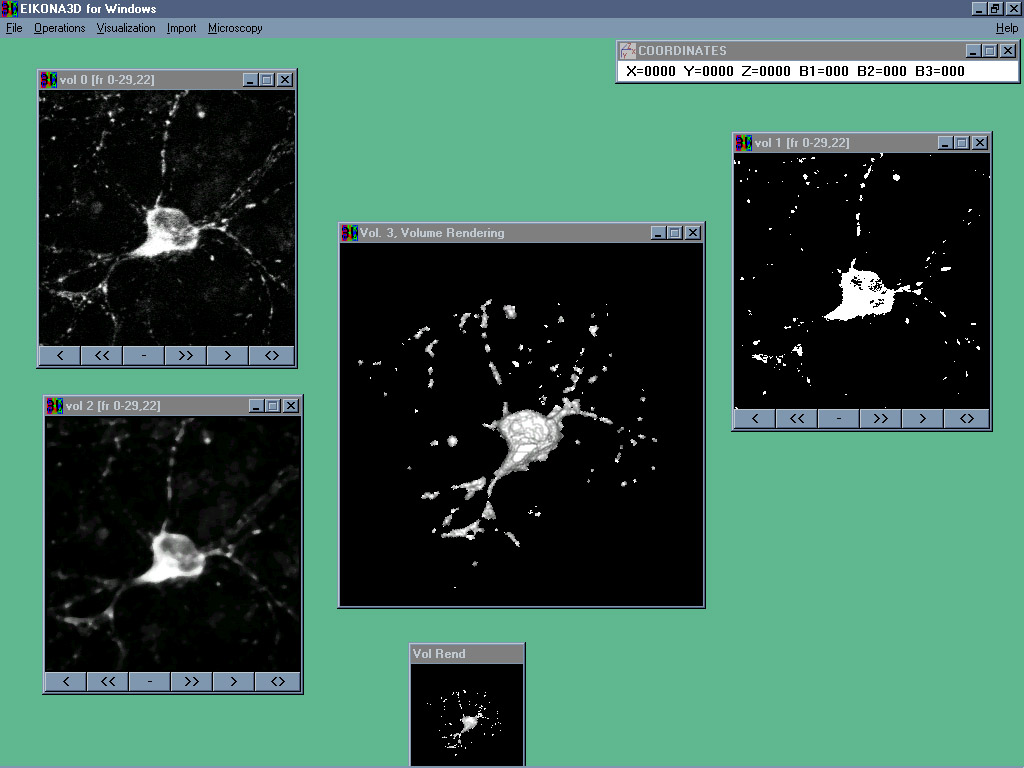 EIKONA3D for Windows
File Operations Visualization Import Microscopy Help
COORDINATES
X=0000 Y=0000 Z=0000 B1=000 B2=000 B3=000
vol 0 [fr 0-29,22]
< << - >> > <>
vol 1 [fr 0-29,22]
< << - >> > <>
Vol. 3, Volume Rendering
vol 2 [fr 0-29,22]
< << - >> > <>
Vol Rend